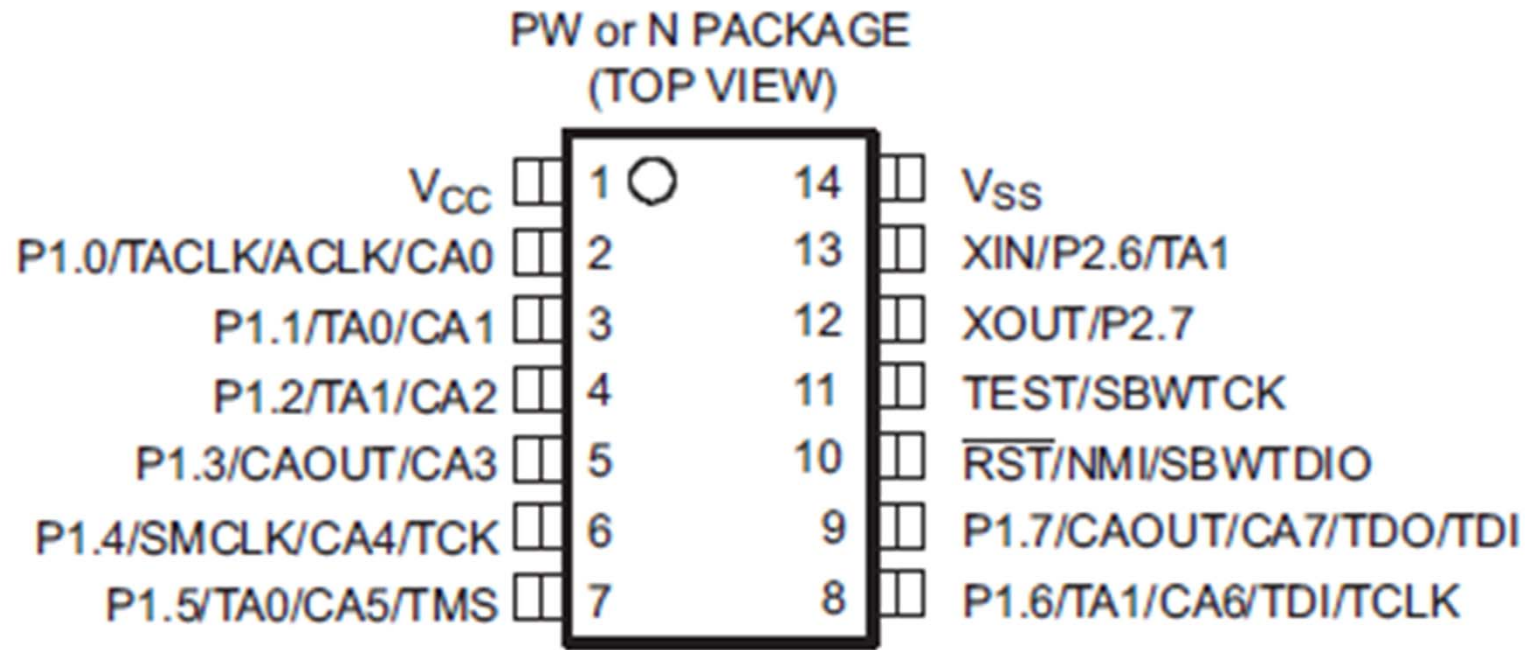 PW or N PACKAGE
(TOP VIEW)
VCC 1 14 VSS
P1.0/TACLK/ACLK/CA0 2 13 XIN/P2.6/TA1
P1.1/TA0/CA1 3 12 XOUT/P2.7
P1.2/TA1/CA2 4 11 TEST/SBWTCK
P1.3/CAOUT/CA3 5 10 RST/NMI/SBWTDIO
P1.4/SMCLK/CA4/TCK 6 9 P1.7/CAOUT/CA7/TDO/TDI
P1.5/TA0/CA5/TMS 7 8 P1.6/TA1/CA6/TDI/TCLK